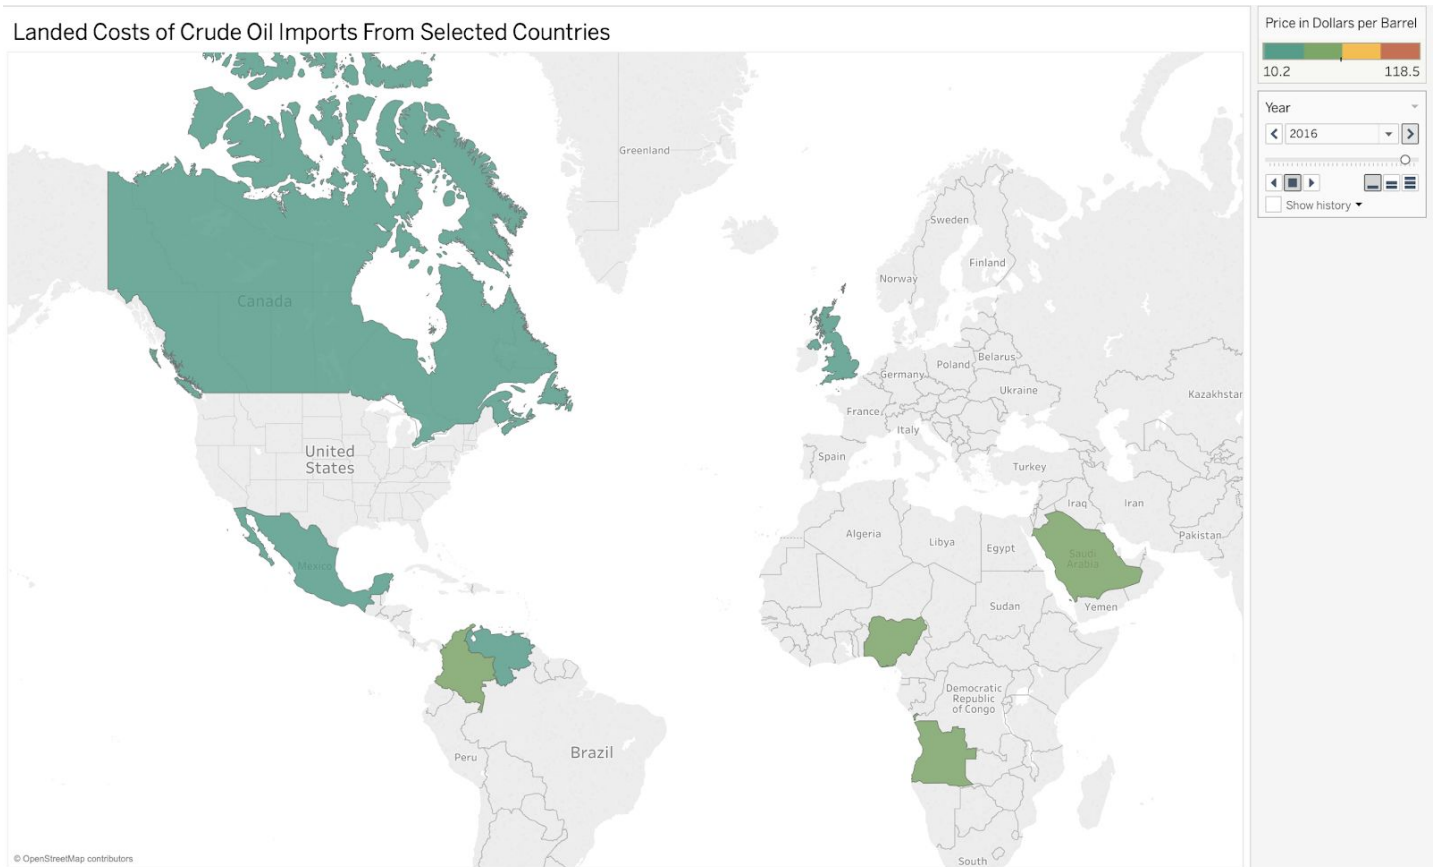 Landed Costs of Crude Oil Imports From Selected Countries
Price in Dollars per Barrel
10.2
118.5
Year
2016
Show history
Greenland
Canada
Sweden
Finland
Norway
Belarus
Poland
Germany
Ukraine
Kazakhstan
France
Italy
Spain
Turkey
United
States
Iraq
Iran
Algeria
Libya
Egypt
Pakistan
Saudi
Arabia
Mexico
Sudan
Yemen
Democratic
Republic
of Congo
Peru
Brazil
South
© OpenStreetMap contributors